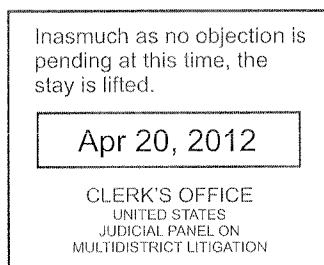 Inasmuch as no objection is
pending at this time, the
stay is lifted.
Apr 20, 2012
CLERK'S OFFICE
UNITED STATES
JUDICIAL PANEL ON
MULTIDISTRICT LITIGATION